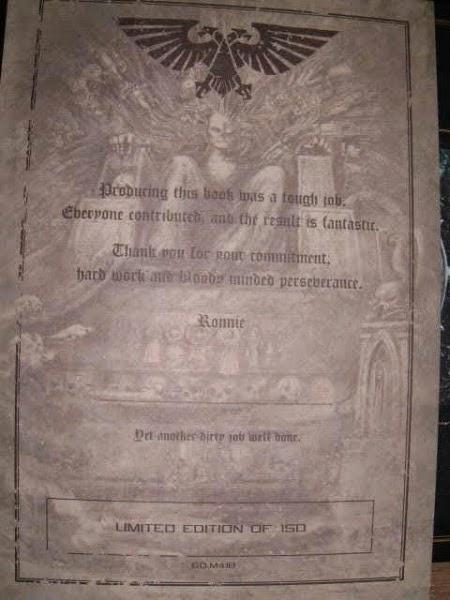 Producing this book was a tough job.
Everyone contributed, and the result is fantastic.
Thank you for your commitment,
hard work and bloody minded perseverance.
Ronnie
Yet another dirty job well done.
LIMITED EDITION OF 150